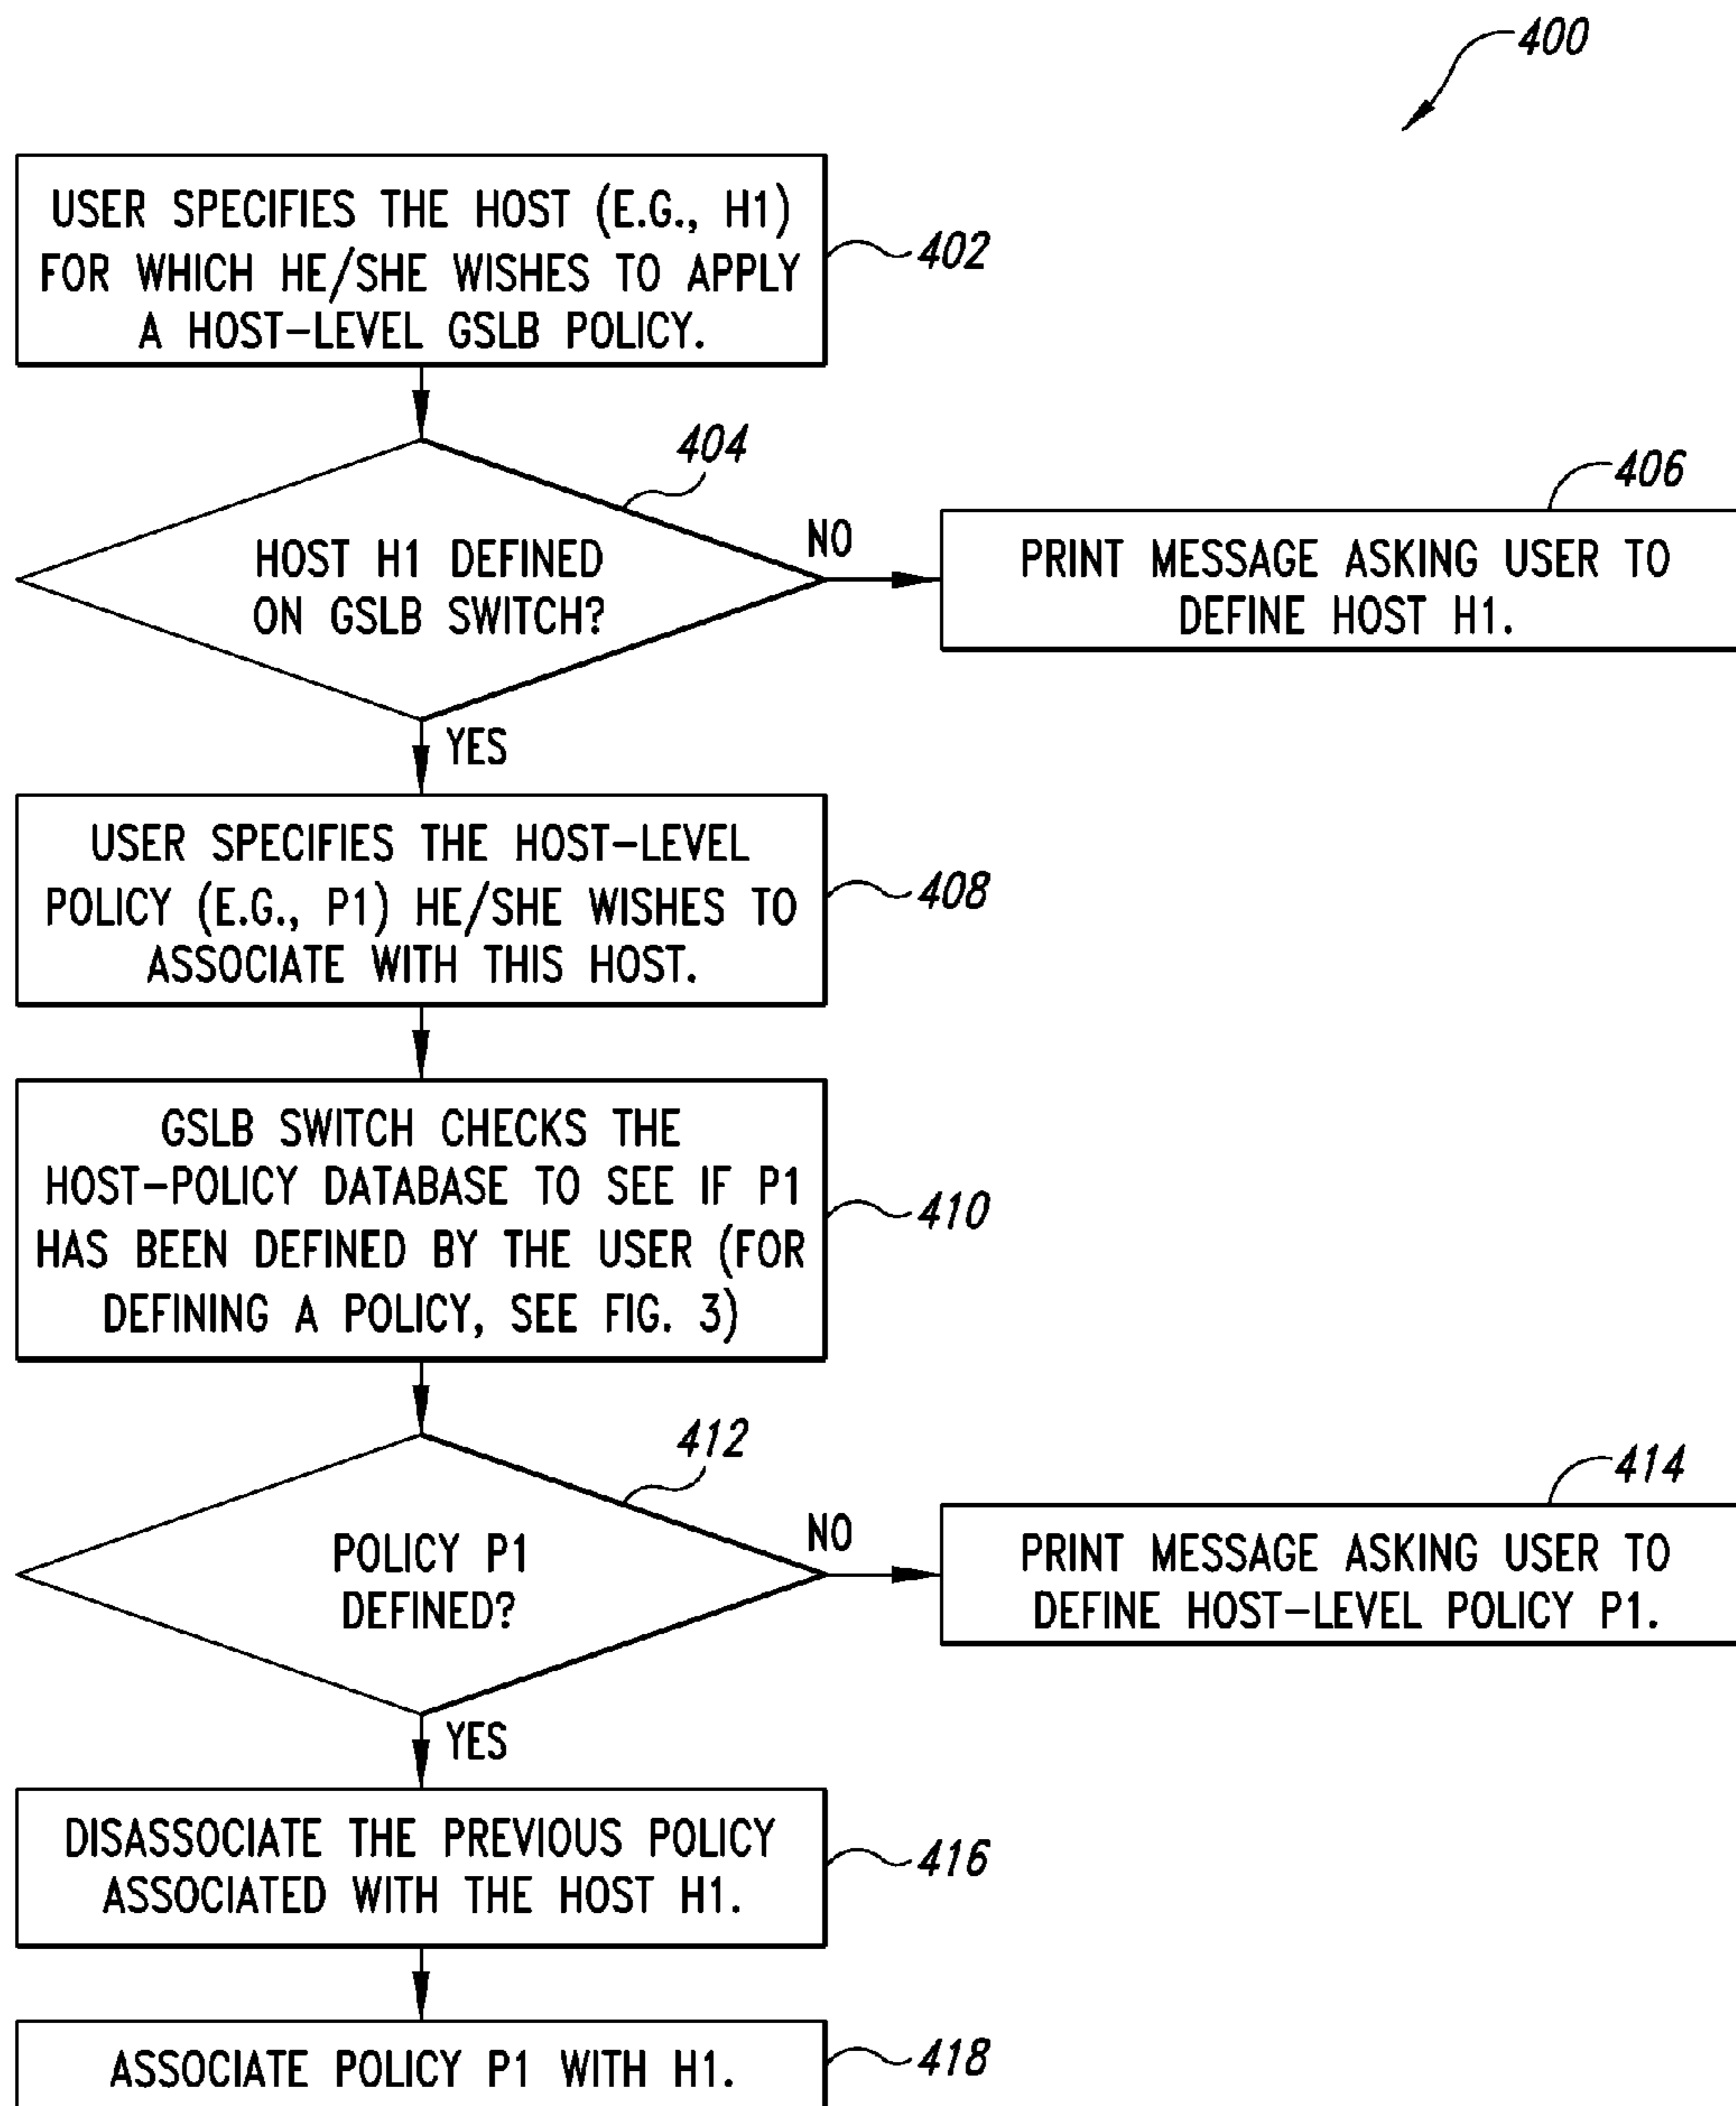 400
USER SPECIFIES THE HOST (E.G., H1)
FOR WHICH HE/SHE WISHES TO APPLY
A HOST-LEVEL GSLB POLICY.
402
404
HOST H1 DEFINED
ON GSLB SWITCH?
NO
406
PRINT MESSAGE ASKING USER TO
DEFINE HOST H1.
YES
USER SPECIFIES THE HOST-LEVEL
POLICY (E.G., P1) HE/SHE WISHES TO
ASSOCIATE WITH THIS HOST.
408
GSLB SWITCH CHECKS THE
HOST-POLICY DATABASE TO SEE IF P1
HAS BEEN DEFINED BY THE USER (FOR
DEFINING A POLICY, SEE FIG. 3)
410
412
POLICY P1
DEFINED?
NO
414
PRINT MESSAGE ASKING USER TO
DEFINE HOST-LEVEL POLICY P1.
YES
DISASSOCIATE THE PREVIOUS POLICY
ASSOCIATED WITH THE HOST H1.
416
ASSOCIATE POLICY P1 WITH H1.
418